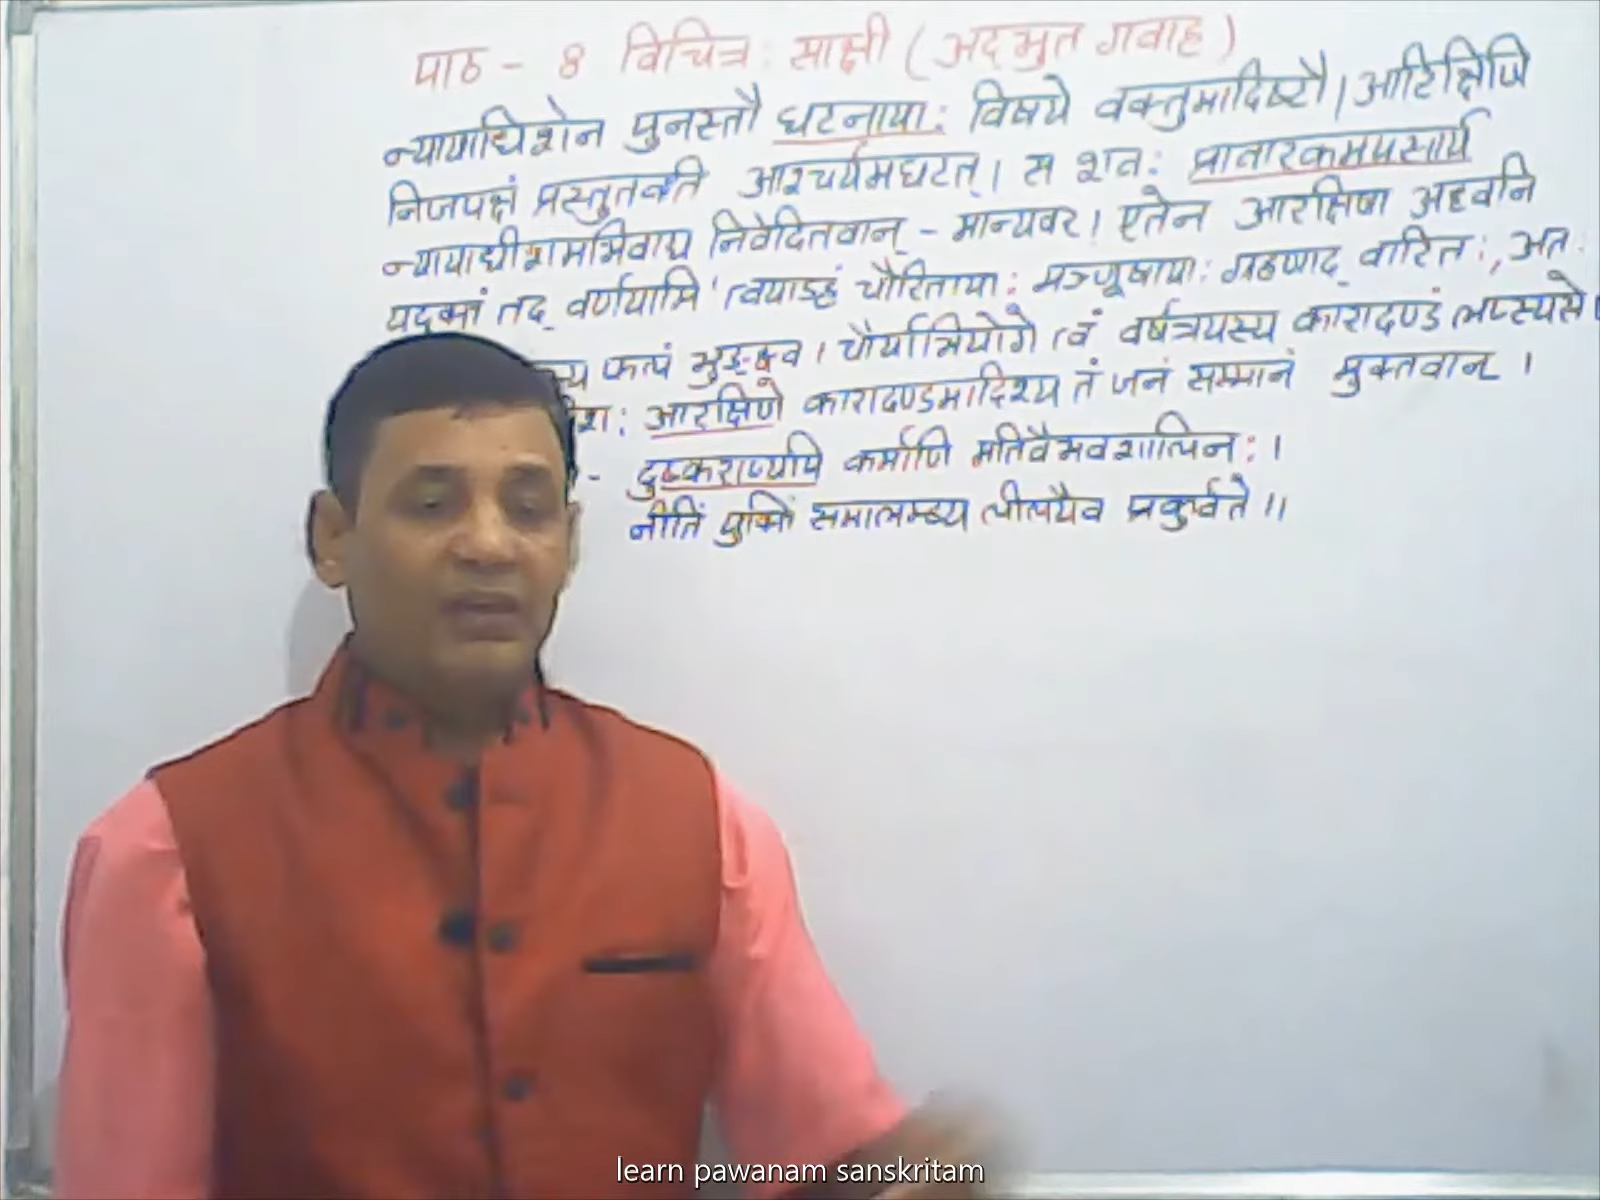 पाठ - 8 विचित्र: साक्षी (अदभुत गवाह)
न्यायाधिशेन पुनस्तौ घटनाया: विषये वक्तुमादिष्टौ। आरक्षिणि
निजपक्षं प्रस्तुतवति आश्चर्यमघटत्। स शव: प्रावारकमपसार्य
न्यायाधीशमभिवाद्य निवेदितवान् - मान्यवर! एतेन आरक्षिणा अध्वनि
यदुक्तं तद् वर्णयामि 'त्वयाऽहं चौरिताया: मञ्जूषाया: ग्रहणाद् वारित:, अत:
फलं भुङ्क्ष्व। चौर्याभियोगे त्वं वर्षत्रयस्य कारादण्डं लप्स्यसे।
आरक्षिणे कारादण्डमादिश्य तं जनं सम्मानं मुक्तवान्।
- दुष्कराण्यपि कर्माणि मतिवैभवशालिन:।
नीतिं युक्तिं समालम्ब्य लीलयैव प्रकुर्वते॥
learn pawanam sanskritam